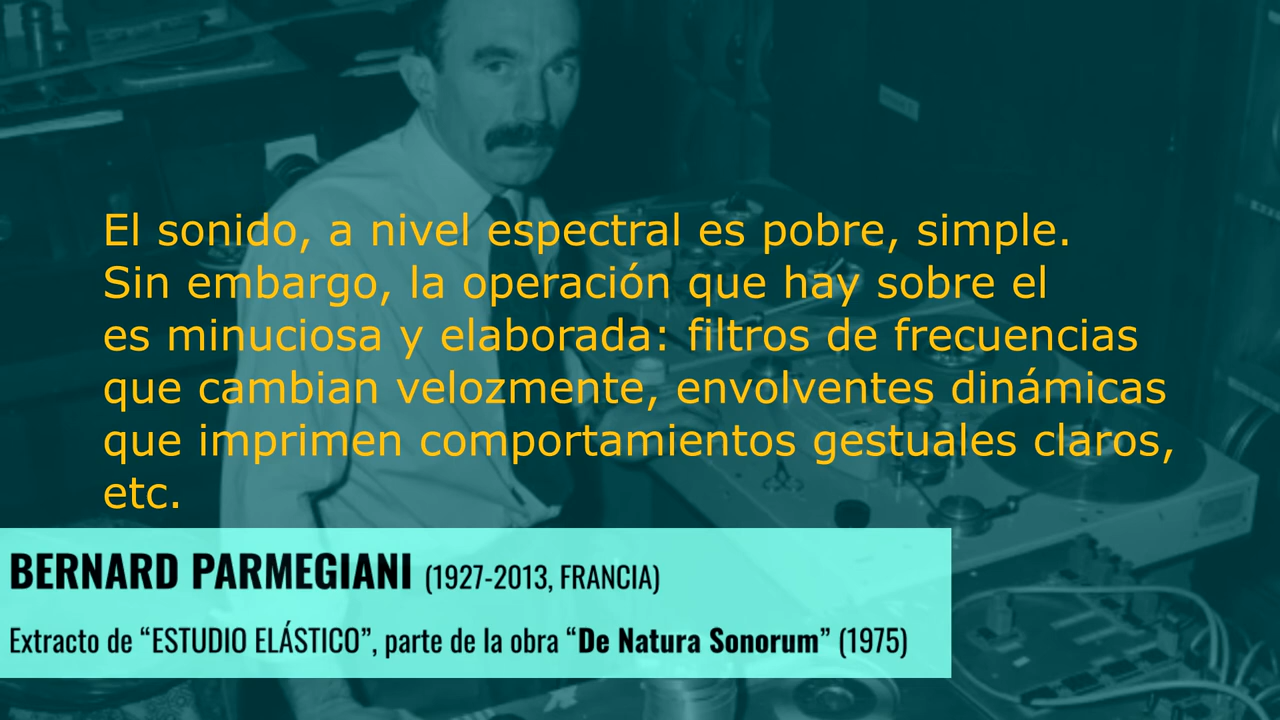 El sonido, a nivel espectral es pobre, simple.
Sin embargo, la operación que hay sobre el
es minuciosa y elaborada: filtros de frecuencias
que cambian velozmente, envolventes dinámicas
que imprimen comportamientos gestuales claros,
etc.
BERNARD PARMEGIANI (1927-2013, FRANCIA)
Extracto de “ESTUDIO ELÁSTICO”, parte de la obra “De Natura Sonorum” (1975)